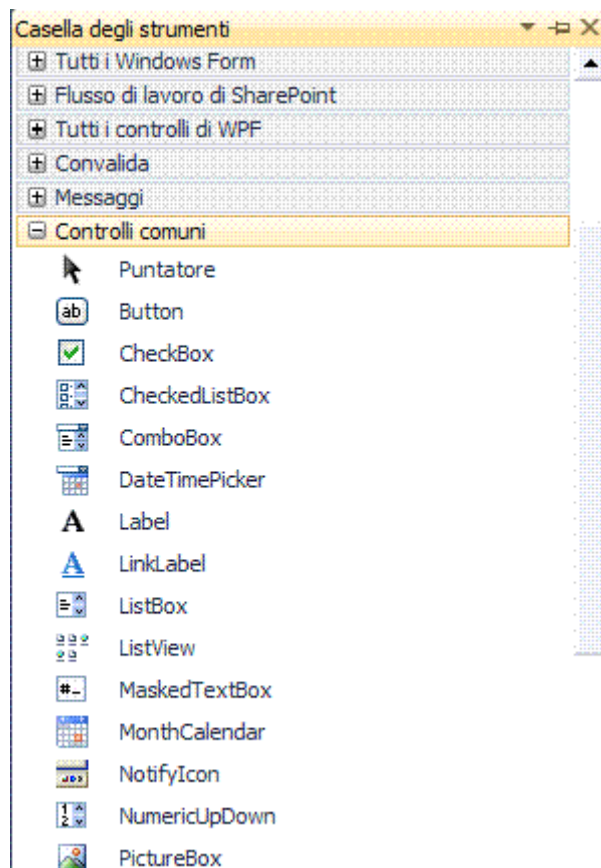 Casella degli strumenti
Tutti i Windows Form
Flusso di lavoro di SharePoint
Tutti i controlli di WPF
Convalida
Messaggi
Controlli comuni
Puntatore
ab Button
CheckBox
CheckedListBox
ComboBox
DateTimePicker
A Label
A LinkLabel
ListBox
ListView
#_ MaskedTextBox
MonthCalendar
NotifyIcon
1 2 NumericUpDown
PictureBox